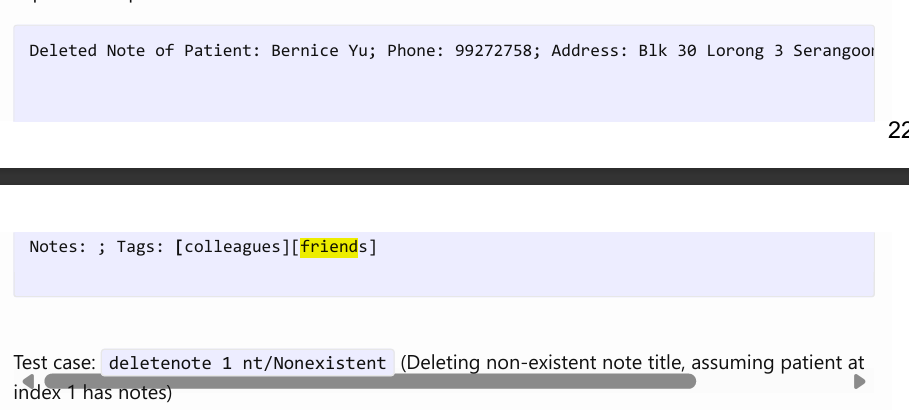 Deleted Note of Patient: Bernice Yu; Phone: 99272758; Address: Blk 30 Lorong 3 Serangoon
22
Notes: ; Tags: [colleagues][friends]
Test case: deletenote 1 nt/Nonexistent (Deleting non-existent note title, assuming patient at
index 1 has notes)